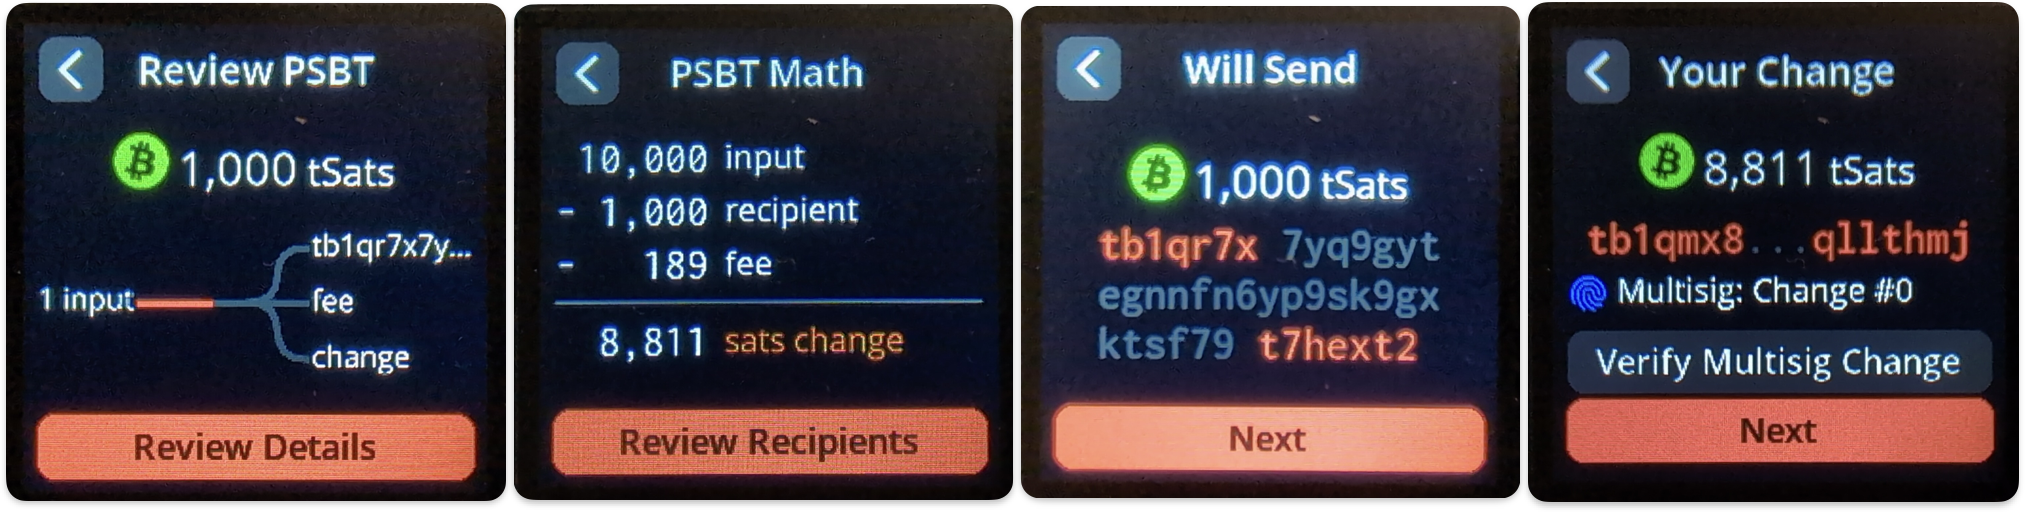 Review PSBT
1,000 tSats
tb1qr7x7y...
1 input
fee
change
Review Details
PSBT Math
10,000 input
- 1,000 recipient
- 189 fee
8,811 sats change
Review Recipients
Will Send
1,000 tSats
tb1qr7x 7yq9gyt
egnnfn6yp9sk9gx
ktsf79 t7hext2
Next
Your Change
8,811 tSats
tb1qmx8...qllthmj
Multisig: Change #0
Verify Multisig Change
Next